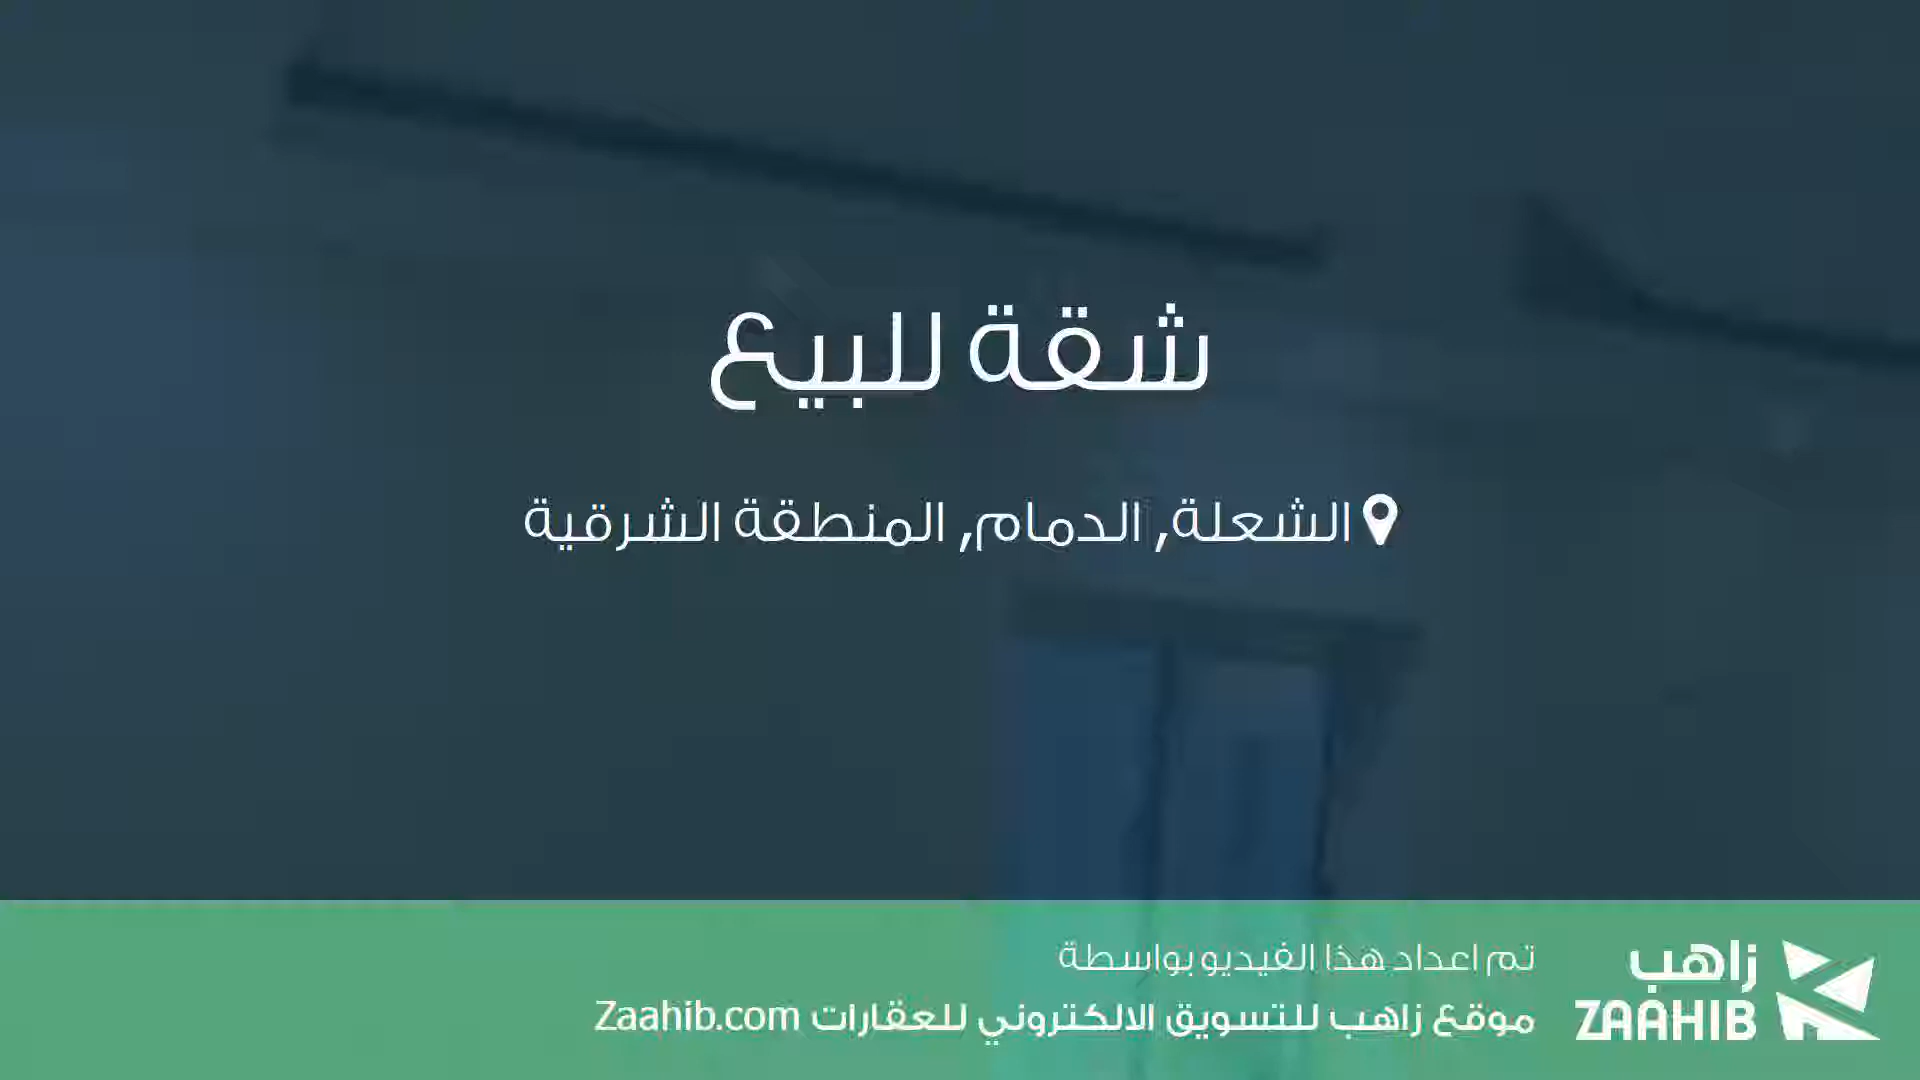 شقة للبيع
الشعلة, الدمام, المنطقة الشرقية
تم اعداد هذا الفيديو بواسطة
موقع زاهب للتسويق الالكتروني للعقارات Zaahib.com
زاهب
ZAAHIB